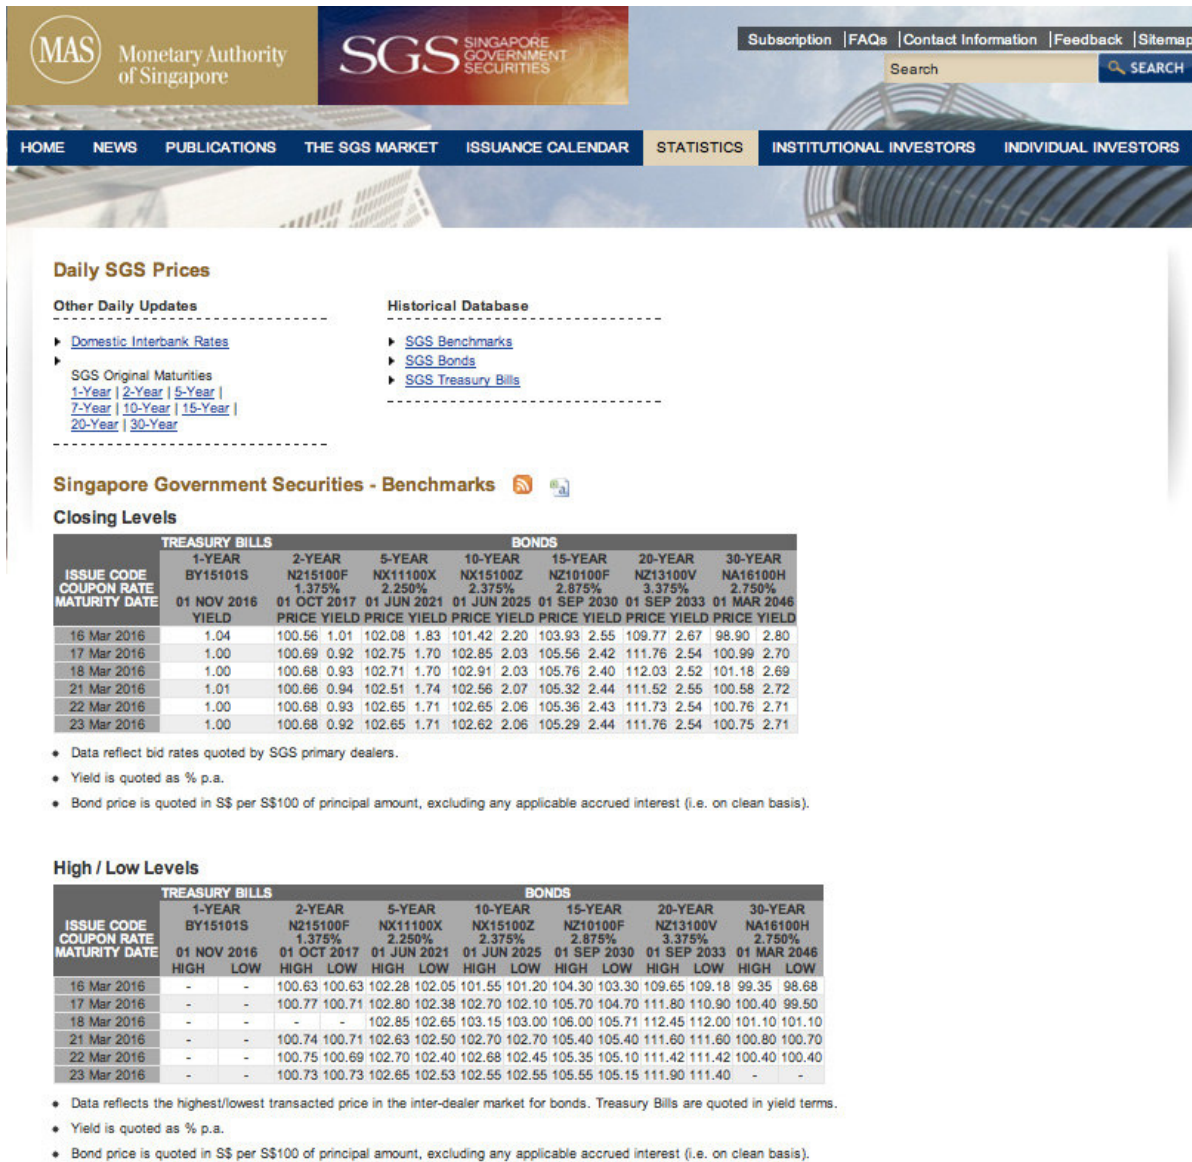 MAS Monetary Authority
of Singapore
SGS SINGAPORE
GOVERNMENT
SECURITIES
Subscription |FAQs |Contact Information |Feedback |Sitemap
Search SEARCH
HOME NEWS PUBLICATIONS THE SGS MARKET ISSUANCE CALENDAR STATISTICS INSTITUTIONAL INVESTORS INDIVIDUAL INVESTORS
Daily SGS Prices
Other Daily Updates Historical Database
Domestic Interbank Rates SGS Benchmarks
SGS Bonds
SGS Original Maturities SGS Treasury Bills
1-Year | 2-Year | 5-Year |
7-Year | 10-Year | 15-Year |
20-Year | 30-Year
Singapore Government Securities - Benchmarks
Closing Levels
TREASURY BILLS BONDS
1-YEAR 2-YEAR 5-YEAR 10-YEAR 15-YEAR 20-YEAR 30-YEAR
ISSUE CODE BY15101S N215100F NX11100X NX15100Z NZ10100F NZ13100V NA16100H
COUPON RATE 1.375% 2.250% 2.375% 2.875% 3.375% 2.750%
MATURITY DATE 01 NOV 2016 01 OCT 2017 01 JUN 2021 01 JUN 2025 01 SEP 2030 01 SEP 2033 01 MAR 2046
YIELD PRICE YIELD PRICE YIELD PRICE YIELD PRICE YIELD PRICE YIELD PRICE YIELD
16 Mar 2016 1.04 100.56 1.01 102.08 1.83 101.42 2.20 103.93 2.55 109.77 2.67 98.90 2.80
17 Mar 2016 1.00 100.69 0.92 102.75 1.70 102.85 2.03 105.56 2.42 111.76 2.54 100.99 2.70
18 Mar 2016 1.00 100.68 0.93 102.71 1.70 102.91 2.03 105.76 2.40 112.03 2.52 101.18 2.69
21 Mar 2016 1.01 100.66 0.94 102.51 1.74 102.56 2.07 105.32 2.44 111.52 2.55 100.58 2.72
22 Mar 2016 1.00 100.68 0.93 102.65 1.71 102.65 2.06 105.36 2.43 111.73 2.54 100.76 2.71
23 Mar 2016 1.00 100.68 0.92 102.65 1.71 102.62 2.06 105.29 2.44 111.76 2.54 100.75 2.71
• Data reflect bid rates quoted by SGS primary dealers.
• Yield is quoted as % p.a.
• Bond price is quoted in S$ per S$100 of principal amount, excluding any applicable accrued interest (i.e. on clean basis).
High / Low Levels
TREASURY BILLS BONDS
1-YEAR 2-YEAR 5-YEAR 10-YEAR 15-YEAR 20-YEAR 30-YEAR
ISSUE CODE BY15101S N215100F NX11100X NX15100Z NZ10100F NZ13100V NA16100H
COUPON RATE 1.375% 2.250% 2.375% 2.875% 3.375% 2.750%
MATURITY DATE 01 NOV 2016 01 OCT 2017 01 JUN 2021 01 JUN 2025 01 SEP 2030 01 SEP 2033 01 MAR 2046
HIGH LOW HIGH LOW HIGH LOW HIGH LOW HIGH LOW HIGH LOW HIGH LOW
16 Mar 2016 - - 100.63 100.63 102.28 102.05 101.55 101.20 104.30 103.30 109.65 109.18 99.35 98.68
17 Mar 2016 - - 100.77 100.71 102.80 102.38 102.70 102.10 105.70 104.70 111.80 110.90 100.40 99.50
18 Mar 2016 - - - - 102.85 102.65 103.15 103.00 106.00 105.71 112.45 112.00 101.10 101.10
21 Mar 2016 - - 100.74 100.71 102.63 102.50 102.70 102.70 105.40 105.40 111.60 111.60 100.80 100.70
22 Mar 2016 - - 100.75 100.69 102.70 102.40 102.68 102.45 105.35 105.10 111.42 111.42 100.40 100.40
23 Mar 2016 - - 100.73 100.73 102.65 102.53 102.55 102.55 105.55 105.15 111.90 111.40 - -
• Data reflects the highest/lowest transacted price in the inter-dealer market for bonds. Treasury Bills are quoted in yield terms.
• Yield is quoted as % p.a.
• Bond price is quoted in S$ per S$100 of principal amount, excluding any applicable accrued interest (i.e. on clean basis).